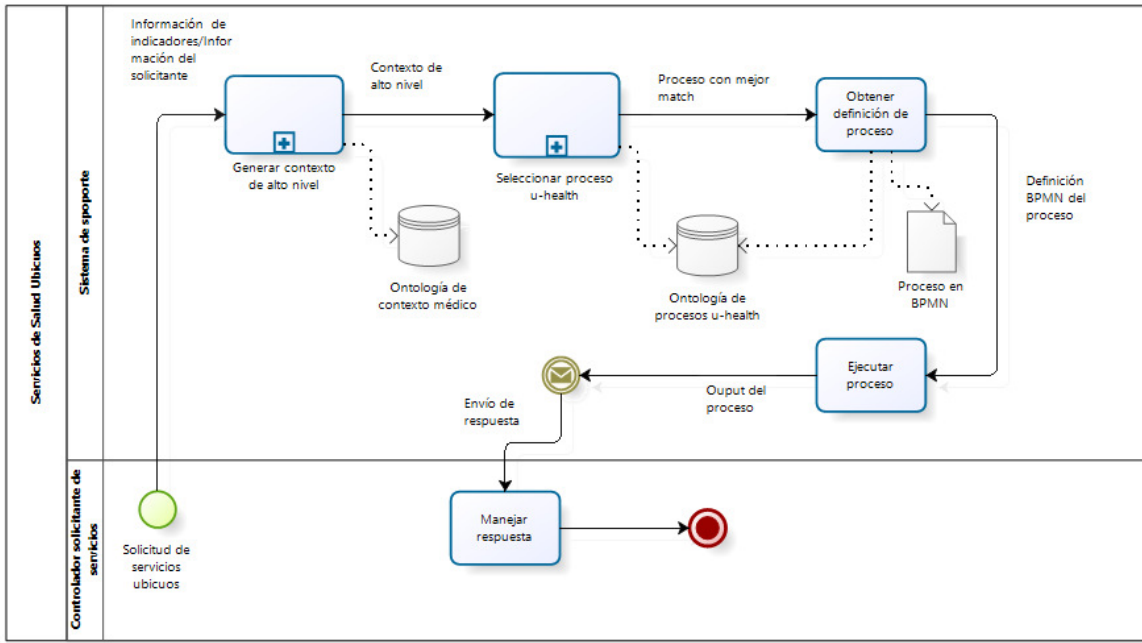 Servicios de Salud Ubicuos
Sistema de spoporte
Información de
indicadores/Infor
mación del
solicitante
Generar contexto
de alto nivel
Contexto de
alto nivel
Seleccionar proceso
u-health
Proceso con mejor
match
Obtener
definición de
proceso
Definición
BPMN del
proceso
Ontología
de contexto médico
Ontología de
procesos u-health
Proceso en
BPMN
Ejecutar
proceso
Ouput del
proceso
Envío de
respuesta
Controlador solicitante de
servicios
Solicitud de
servicios
ubicuos
Manejar
respuesta